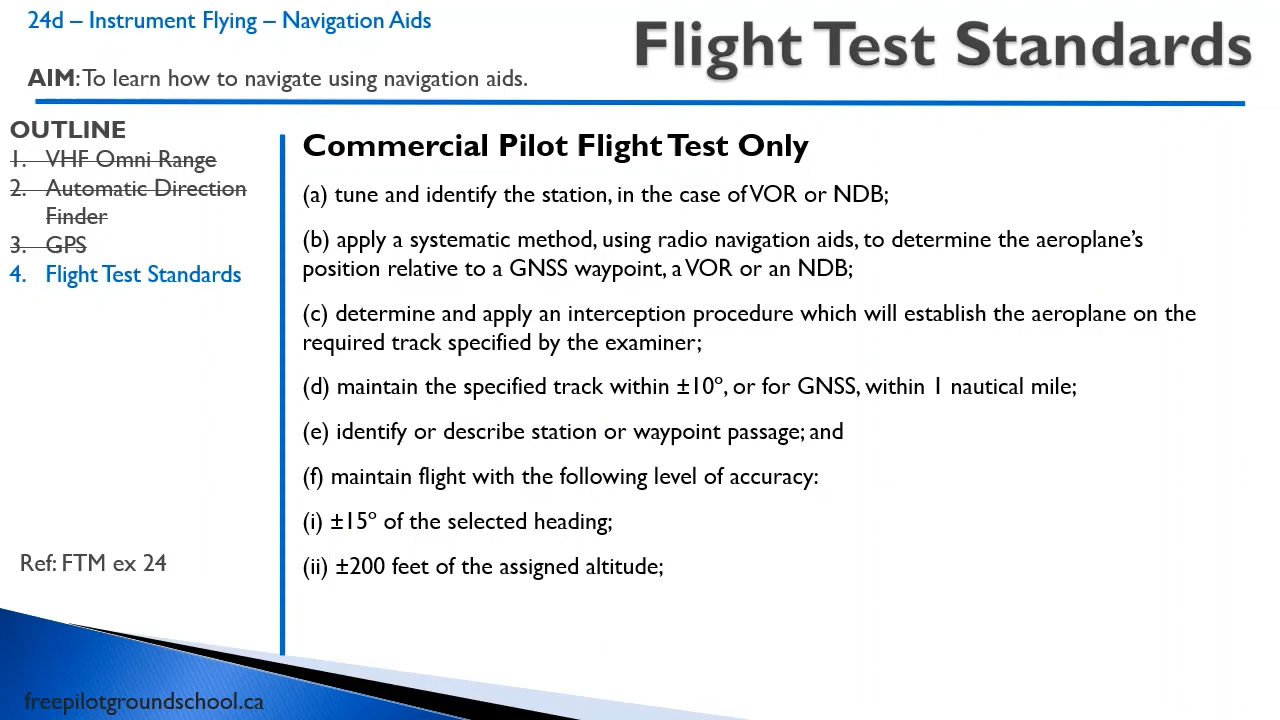 24d – Instrument Flying – Navigation Aids
Flight Test Standards
AIM: To learn how to navigate using navigation aids.
OUTLINE
1. VHF Omni Range
2. Automatic Direction
Finder
3. GPS
4. Flight Test Standards
Ref: FTM ex 24
Commercial Pilot Flight Test Only
(a) tune and identify the station, in the case of VOR or NDB;
(b) apply a systematic method, using radio navigation aids, to determine the aeroplane’s
position relative to a GNSS waypoint, a VOR or an NDB;
(c) determine and apply an interception procedure which will establish the aeroplane on the
required track specified by the examiner;
(d) maintain the specified track within ±10º, or for GNSS, within 1 nautical mile;
(e) identify or describe station or waypoint passage; and
(f) maintain flight with the following level of accuracy:
(i) ±15º of the selected heading;
(ii) ±200 feet of the assigned altitude;
freepilotgroundschool.ca